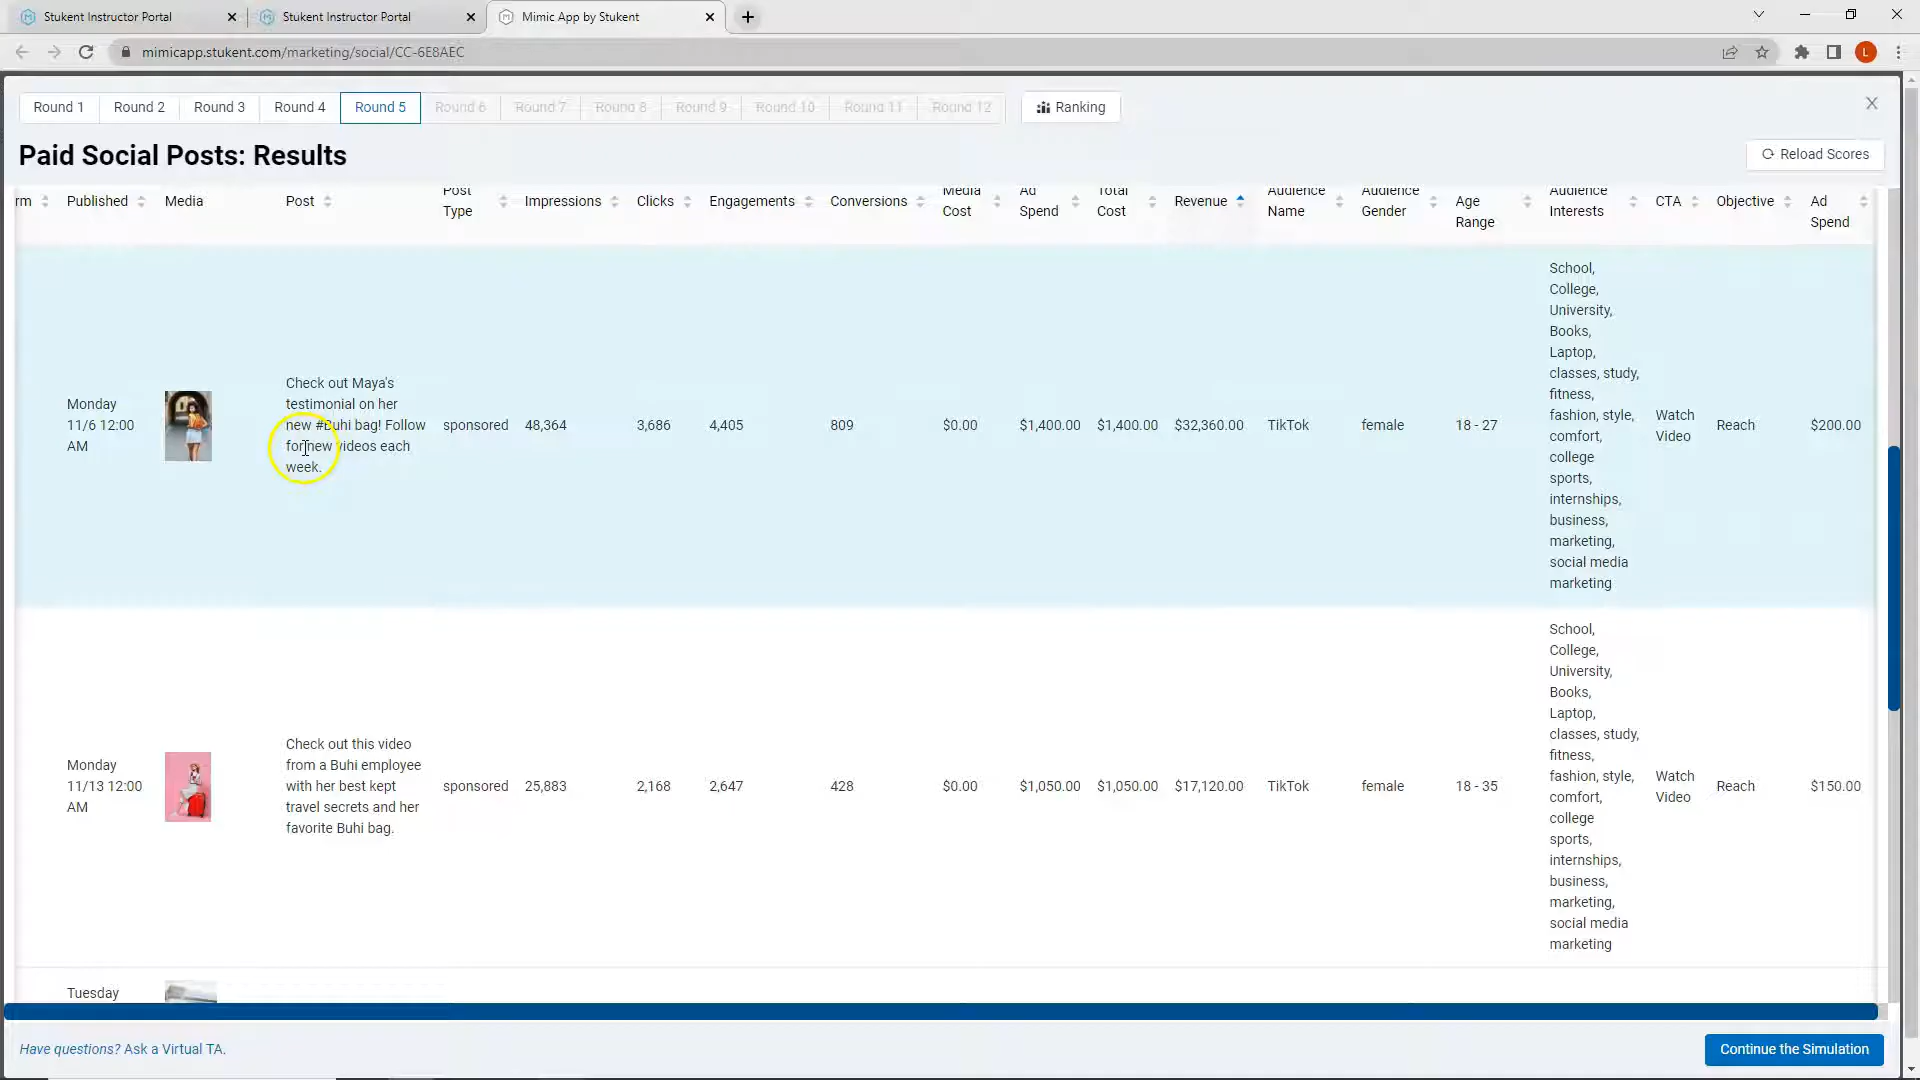 Stukent Instructor Portal
Stukent Instructor Portal
Mimic App by Stukent
mimicapp.stukent.com/marketing/social/CC-6E8AEC
L
Round 1
Round 2
Round 3
Round 4
Round 5
Round 6
Round 7
Round 8
Round 9
Round 10
Round 11
Round 12
Ranking
Paid Social Posts: Results
Reload Scores
rm
Published
Media
Post
Post
Type
Impressions
Clicks
Engagements
Conversions
Media
Cost
Ad
Spend
Total
Cost
Revenue
Audience
Name
Audience
Gender
Age
Range
Audience
Interests
CTA
Objective
Ad
Spend
Monday
11/6 12:00
AM
Check out Maya's
testimonial on her
new #Buhi bag! Follow
for new videos each
week.
sponsored
48,364
3,686
4,405
809
$0.00
$1,400.00
$1,400.00
$32,360.00
TikTok
female
18 - 27
School,
College,
University,
Books,
Laptop,
classes, study,
fitness,
fashion, style,
comfort,
college
sports,
internships,
business,
marketing,
social media
marketing
Watch
Video
Reach
$200.00
Monday
11/13 12:00
AM
Check out this video
from a Buhi employee
with her best kept
travel secrets and her
favorite Buhi bag.
sponsored
25,883
2,168
2,647
428
$0.00
$1,050.00
$1,050.00
$17,120.00
TikTok
female
18 - 35
School,
College,
University,
Books,
Laptop,
classes, study,
fitness,
fashion, style,
comfort,
college
sports,
internships,
business,
marketing,
social media
marketing
Watch
Video
Reach
$150.00
Tuesday
Have questions? Ask a Virtual TA.
Continue the Simulation